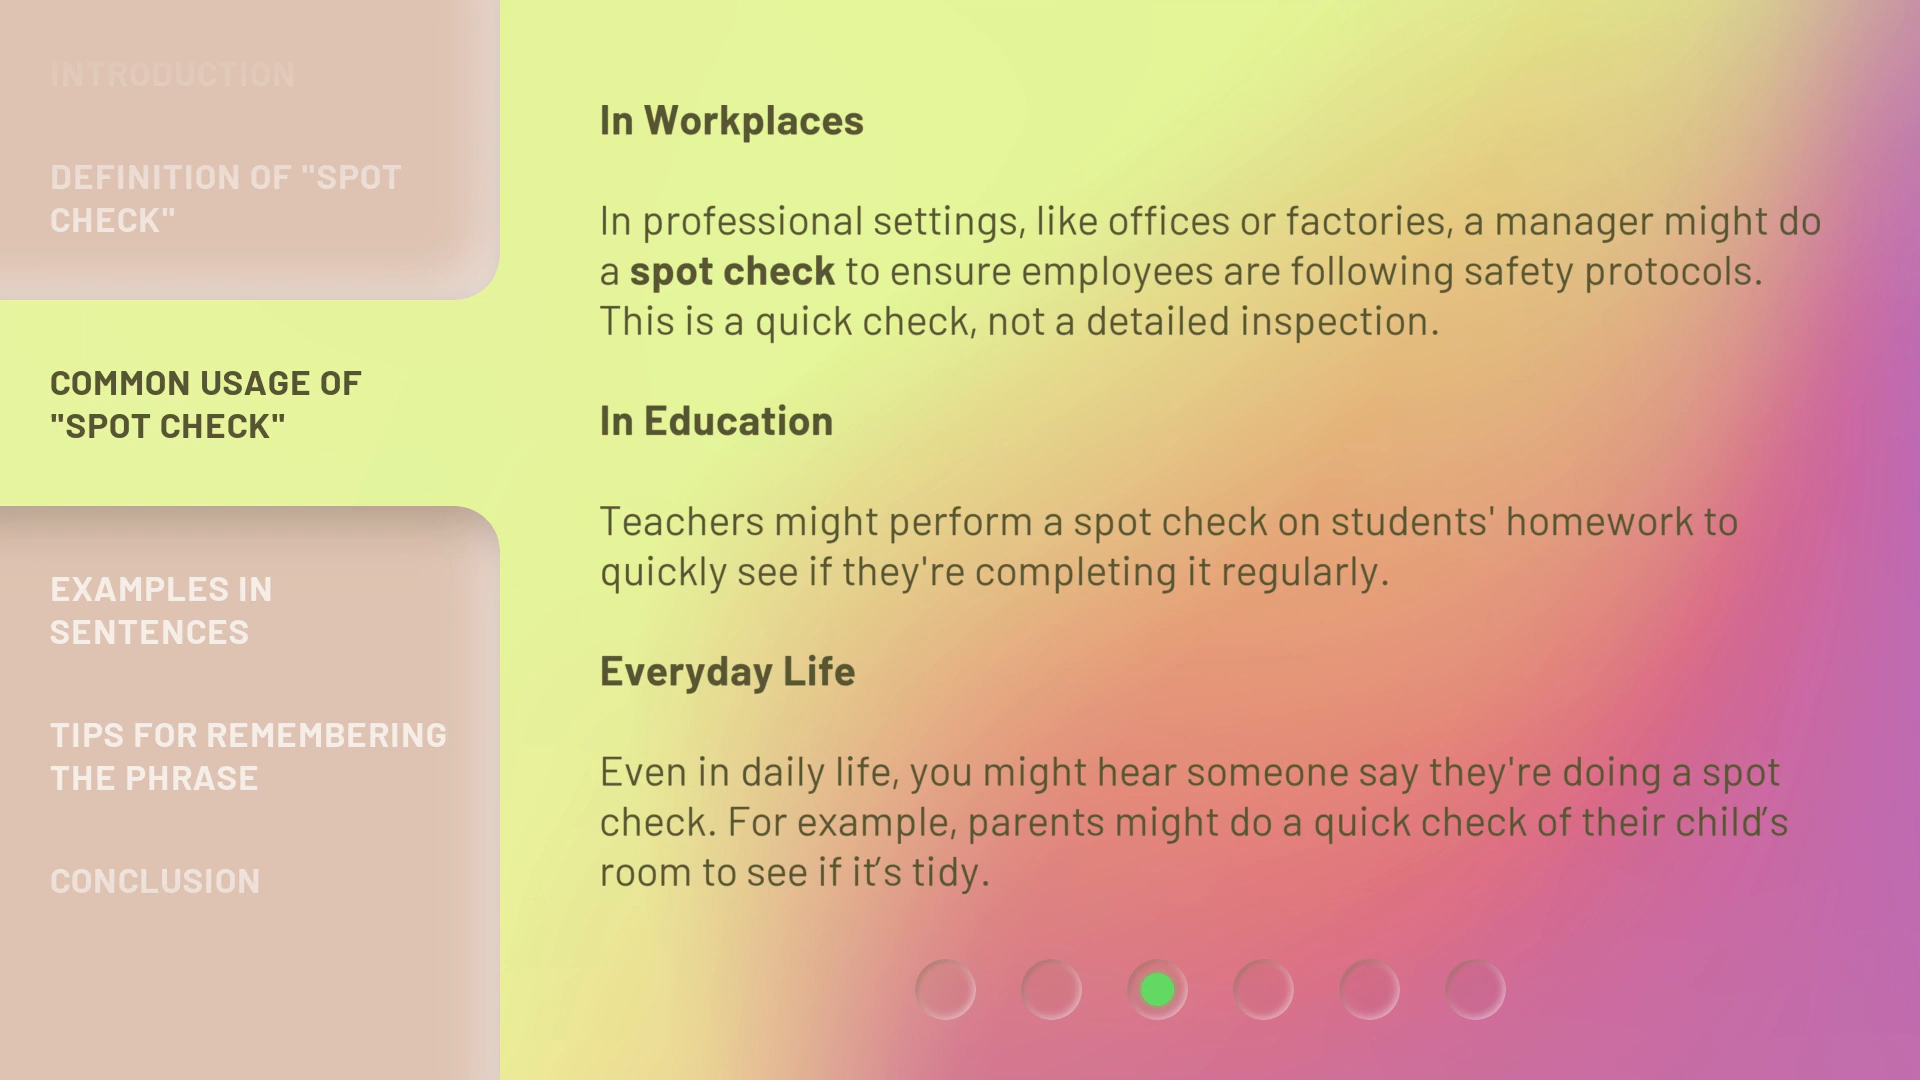 INTRODUCTION
DEFINITION OF "SPOT
CHECK"
COMMON USAGE OF
"SPOT CHECK"
EXAMPLES IN
SENTENCES
TIPS FOR REMEMBERING
THE PHRASE
CONCLUSION
In Workplaces
In professional settings, like offices or factories, a manager might do
a spot check to ensure employees are following safety protocols.
This is a quick check, not a detailed inspection.
In Education
Teachers might perform a spot check on students' homework to
quickly see if they're completing it regularly.
Everyday Life
Even in daily life, you might hear someone say they're doing a spot
check. For example, parents might do a quick check of their child’s
room to see if it’s tidy.